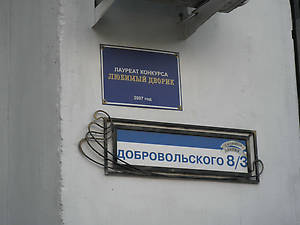 ЛАУРЕАТ КОНКУРСА
ЛЮБИМЫЙ ДВОРИК
2007 год
ДОБРОВОЛЬСКОГО 8/3